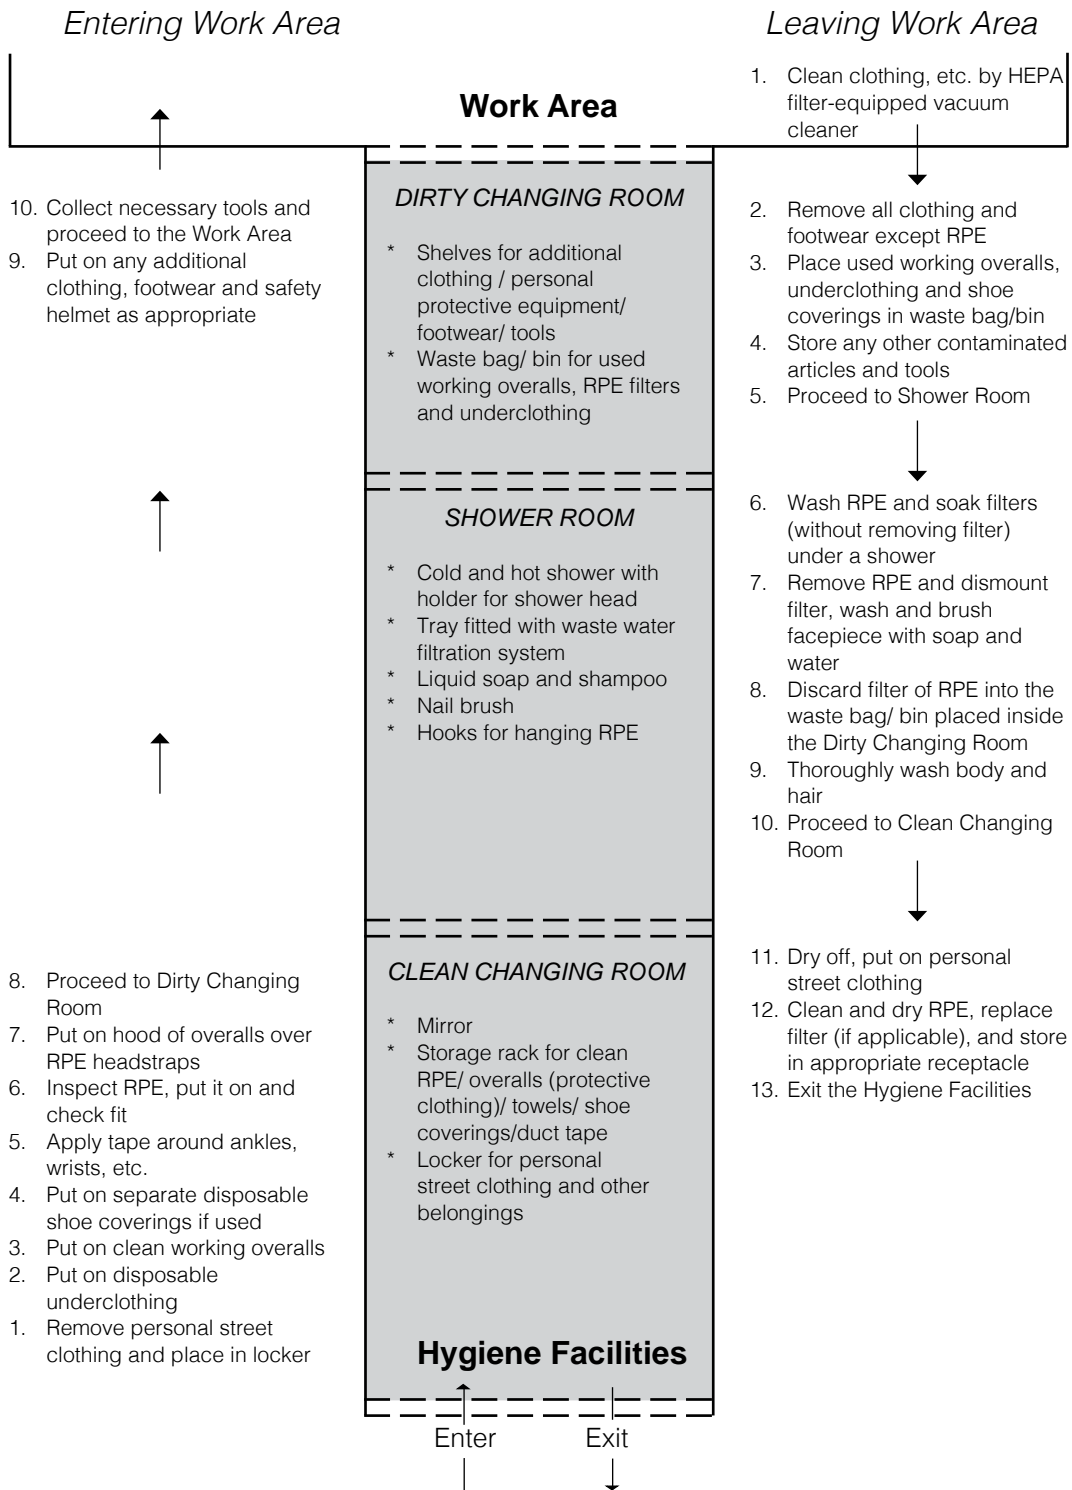 Entering Work Area
Leaving Work Area
Work Area
1. Clean clothing, etc. by HEPA
filter-equipped vacuum
cleaner
10. Collect necessary tools and
proceed to the Work Area
9. Put on any additional
clothing, footwear and safety
helmet as appropriate
DIRTY CHANGING ROOM
* Shelves for additional
clothing / personal
protective equipment/
footwear/ tools
* Waste bag/ bin for used
working overalls, RPE filters
and underclothing
2. Remove all clothing and
footwear except RPE
3. Place used working overalls,
underclothing and shoe
coverings in waste bag/bin
4. Store any other contaminated
articles and tools
5. Proceed to Shower Room
SHOWER ROOM
* Cold and hot shower with
holder for shower head
* Tray fitted with waste water
filtration system
* Liquid soap and shampoo
* Nail brush
* Hooks for hanging RPE
6. Wash RPE and soak filters
(without removing filter)
under a shower
7. Remove RPE and dismount
filter, wash and brush
facepiece with soap and
water
8. Discard filter of RPE into the
waste bag/ bin placed inside
the Dirty Changing Room
9. Thoroughly wash body and
hair
10. Proceed to Clean Changing
Room
8. Proceed to Dirty Changing
Room
7. Put on hood of overalls over
RPE headstraps
6. Inspect RPE, put it on and
check fit
5. Apply tape around ankles,
wrists, etc.
4. Put on separate disposable
shoe coverings if used
3. Put on clean working overalls
2. Put on disposable
underclothing
1. Remove personal street
clothing and place in locker
CLEAN CHANGING ROOM
* Mirror
* Storage rack for clean
RPE/ overalls (protective
clothing)/ towels/ shoe
coverings/duct tape
* Locker for personal
street clothing and other
belongings
11. Dry off, put on personal
street clothing
12. Clean and dry RPE, replace
filter (if applicable), and store
in appropriate receptacle
13. Exit the Hygiene Facilities
Hygiene Facilities
Enter
Exit